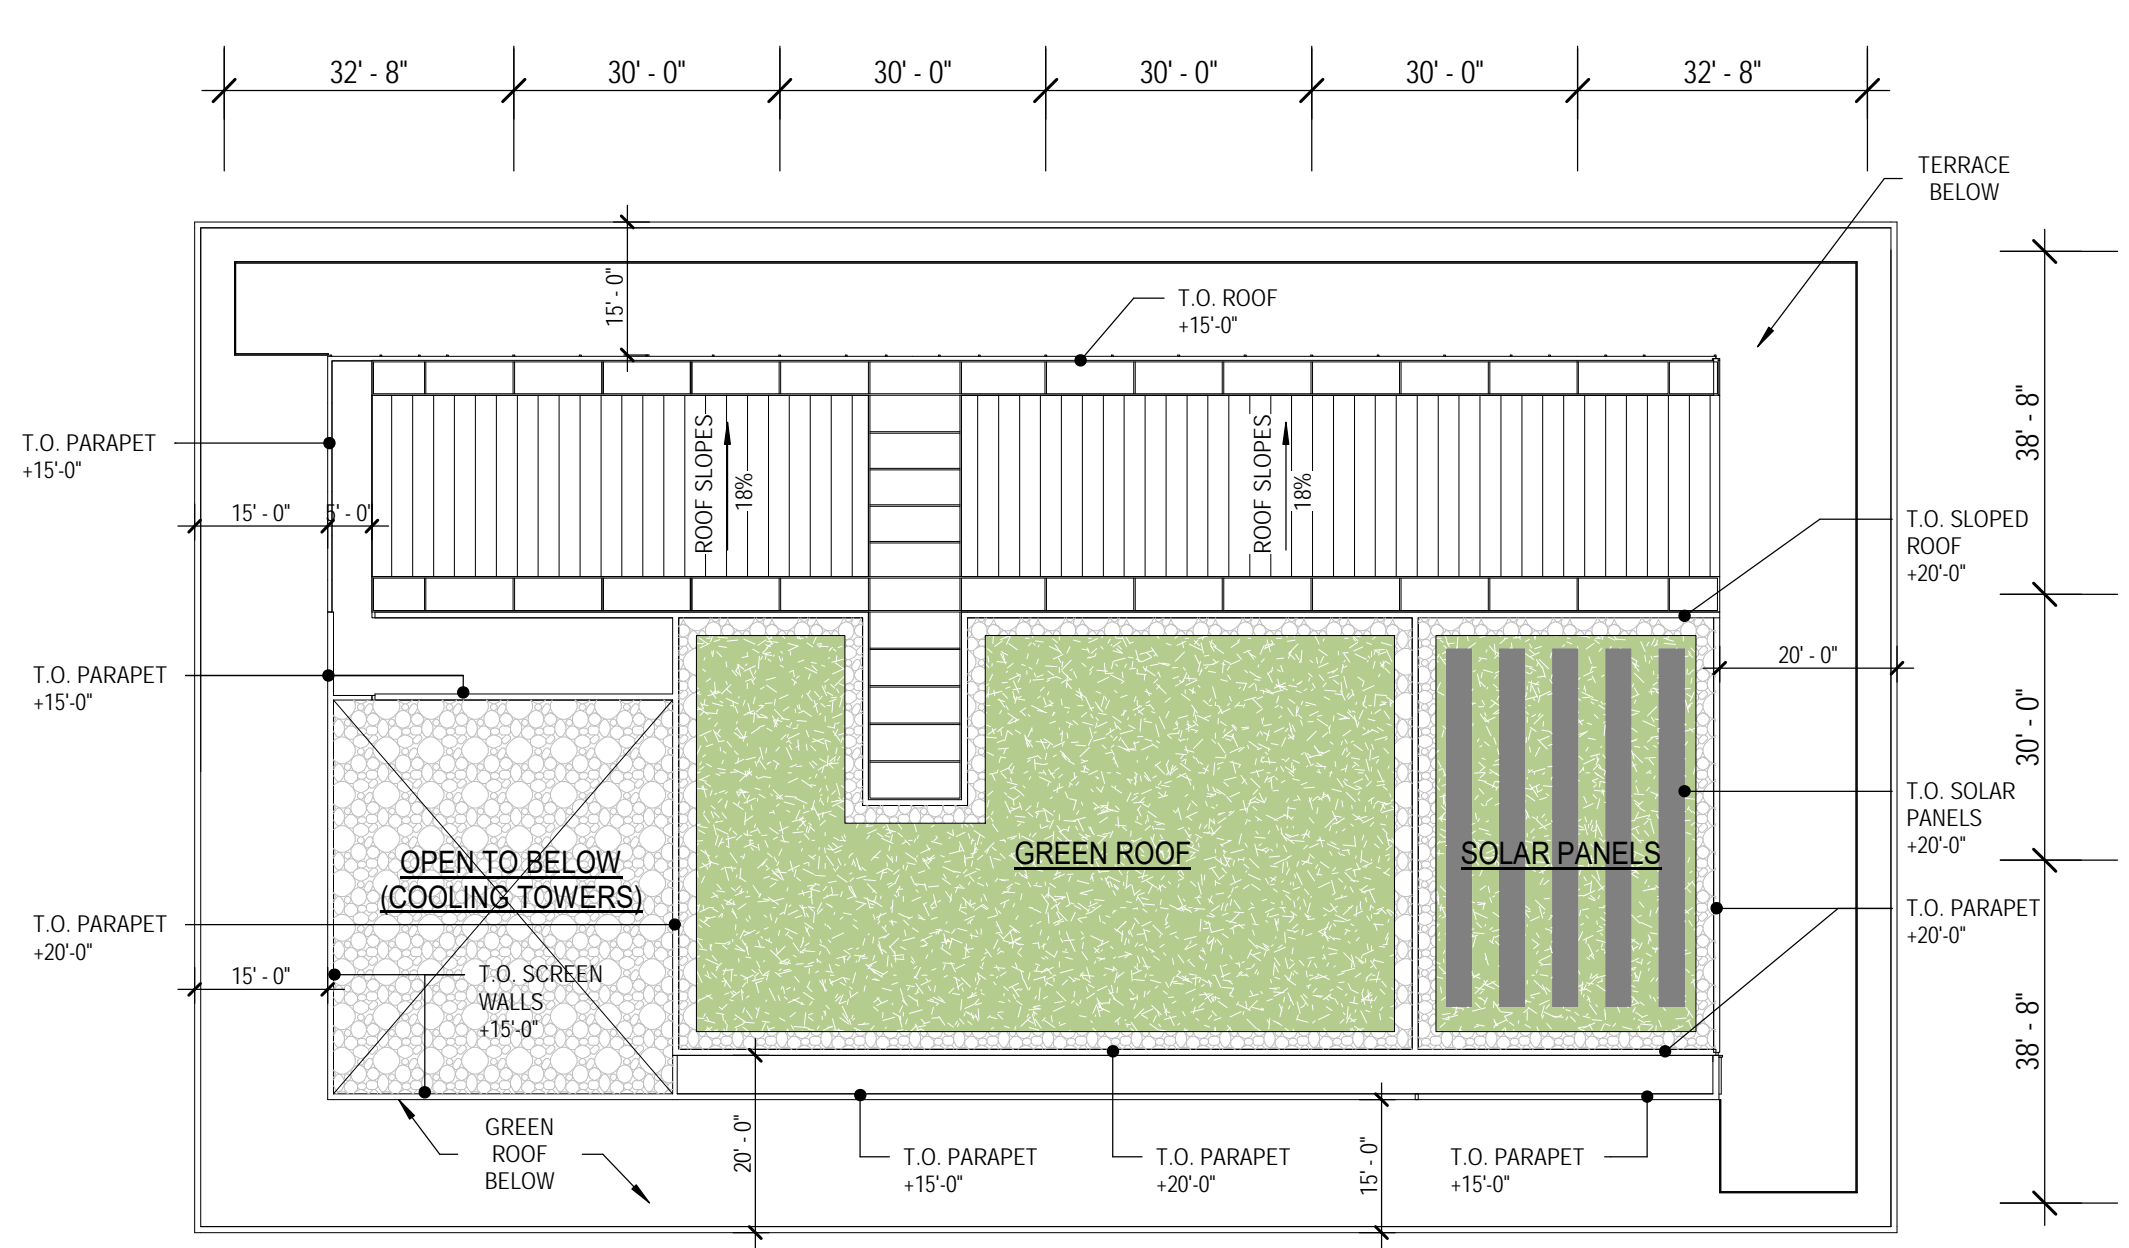 32' - 8"
30' - 0"
30' - 0"
30' - 0"
30' - 0"
32' - 8"
TERRACE
BELOW
15' - 0"
T.O. ROOF
+15'-0"
38' - 8"
T.O. PARAPET
+15'-0"
ROOF SLOPES
18%
ROOF SLOPES
18%
15' - 0"
5' - 0"
T.O. SLOPED
ROOF
+20'-0"
T.O. PARAPET
+15'-0"
20' - 0"
30' - 0"
T.O. SOLAR
PANELS
+20'-0"
OPEN TO BELOW
(COOLING TOWERS)
GREEN ROOF
SOLAR PANELS
T.O. PARAPET
+20'-0"
T.O. PARAPET
+20'-0"
15' - 0"
T.O. SCREEN
WALLS
+15'-0"
38' - 8"
GREEN
ROOF
BELOW
20' - 0"
T.O. PARAPET
+15'-0"
T.O. PARAPET
+20'-0"
15' - 0"
T.O. PARAPET
+15'-0"